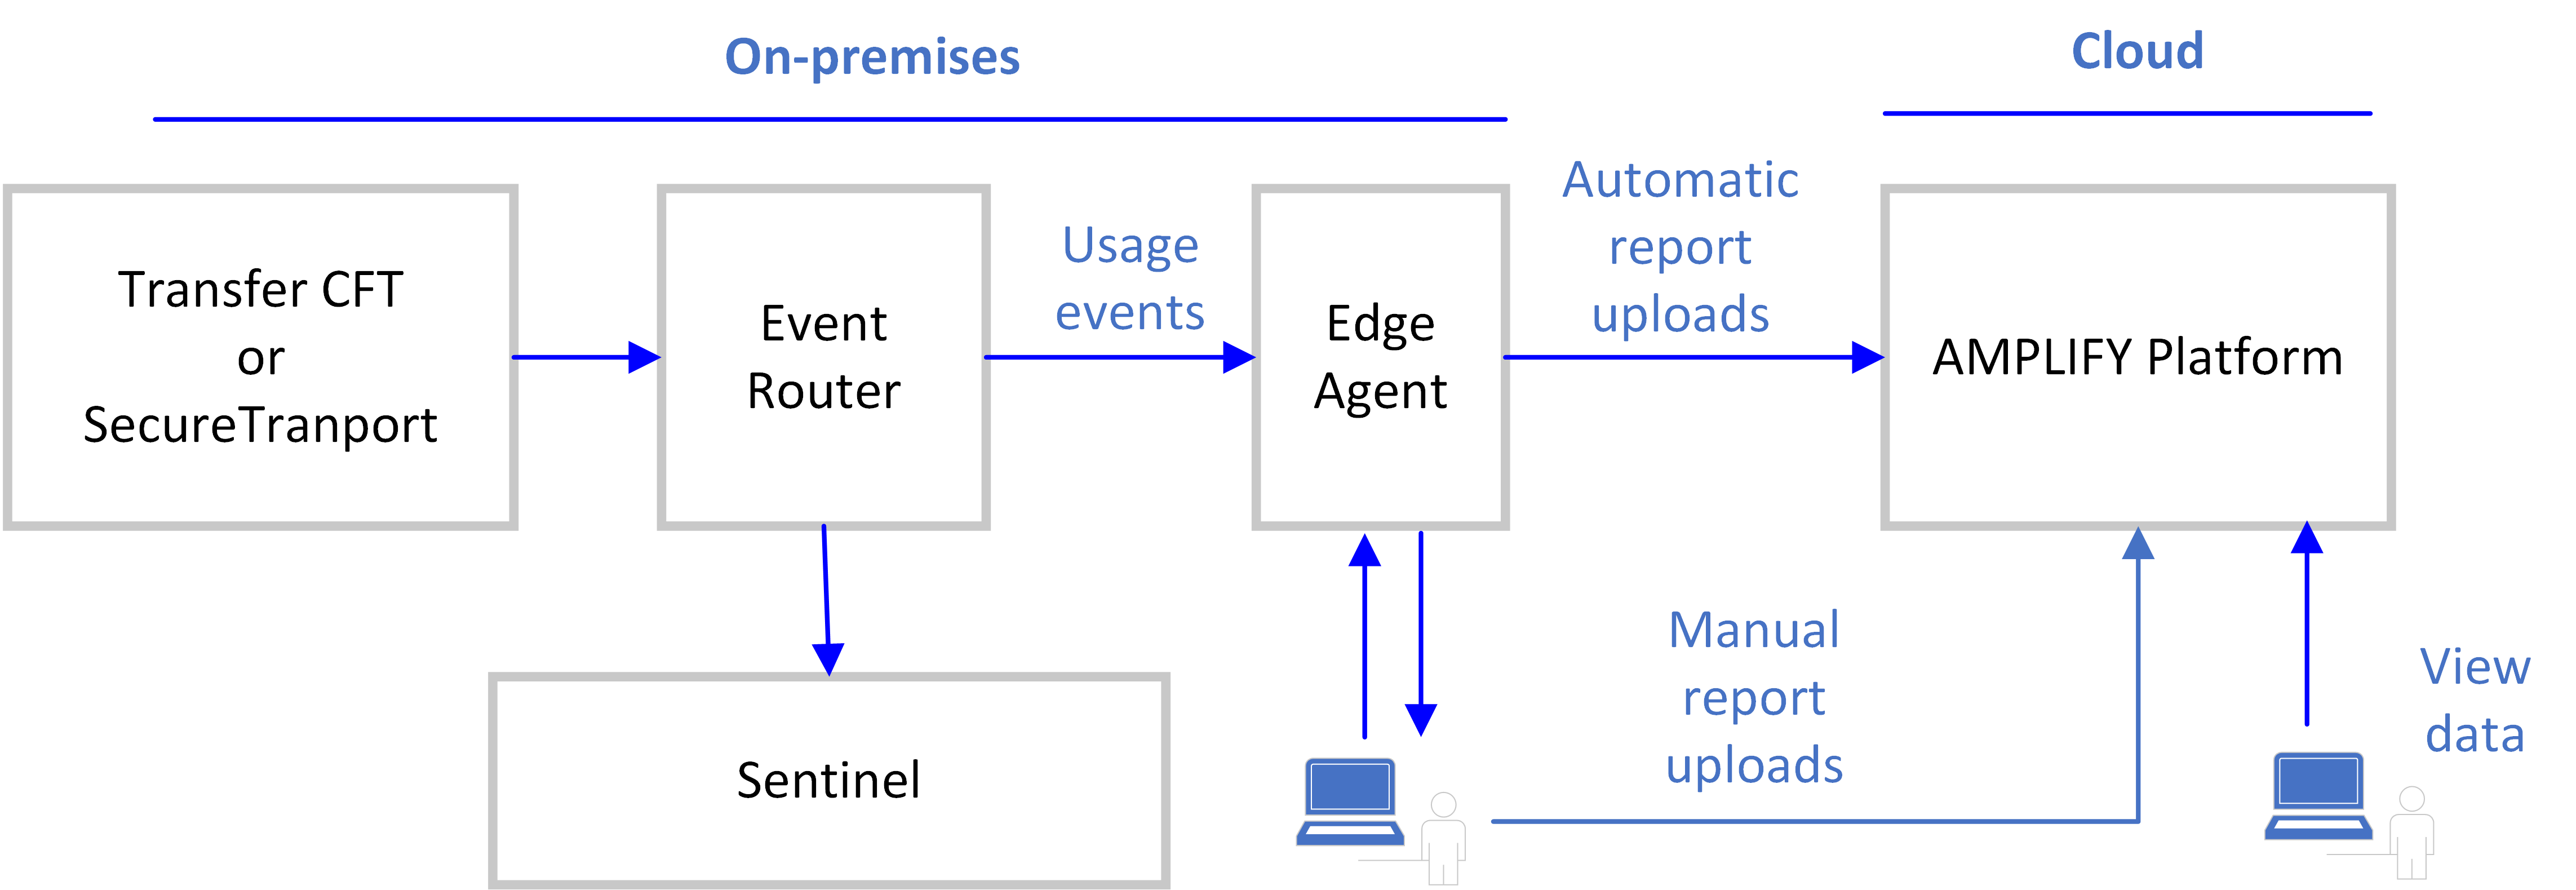 On-premises
Cloud
Transfer CFT
or
SecureTranport
Event
Router
Usage
events
Edge
Agent
Automatic
report
uploads
AMPLIFY Platform
Sentinel
Manual
report
uploads
View
data